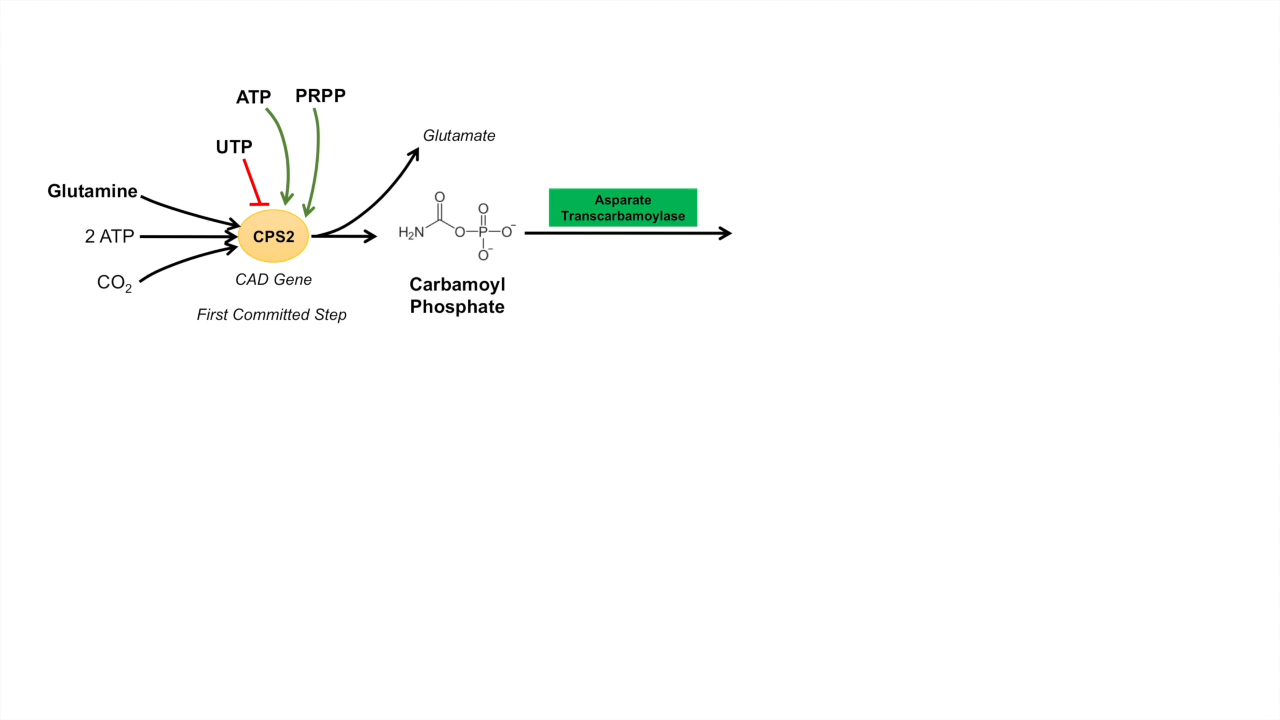 ATP
PRPP
UTP
Glutamate
Glutamine
2 ATP
CO₂
CPS2
CAD Gene
First Committed Step
O
H₂N
O
O
P
O⁻
O⁻
Carbamoyl
Phosphate
Asparate
Transcarbamoylase